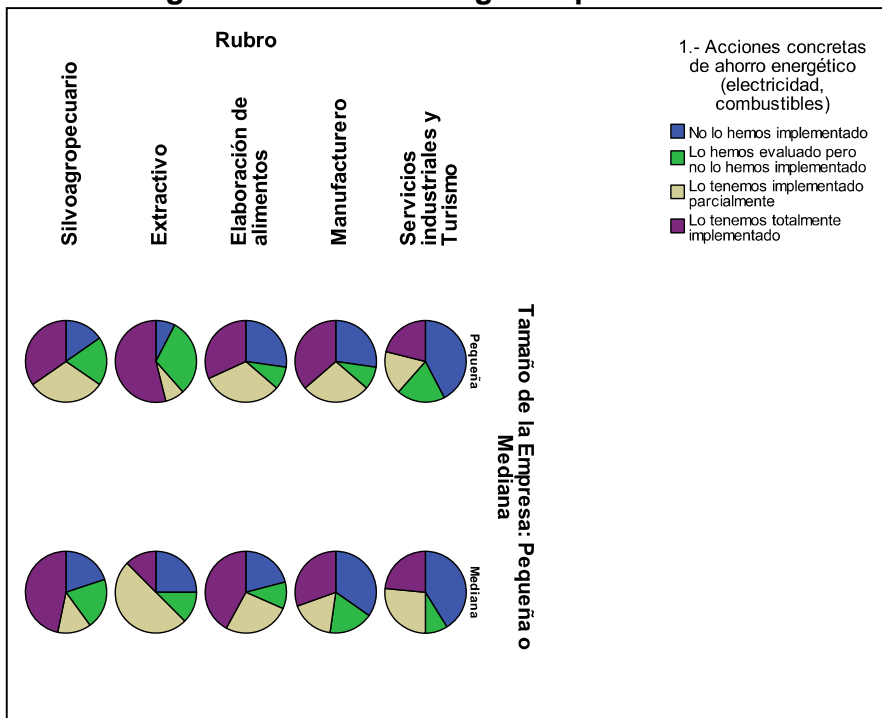 Rubro
Silvoagropecuario
Extractivo
Elaboración de
alimentos
Manufacturero
Servicios
industriales y
Turismo
1.- Acciones concretas
de ahorro energético
(electricidad,
combustibles)
No lo hemos implementado
Lo hemos evaluado pero
no lo hemos implementado
Lo tenemos implementado
parcialmente
Lo tenemos totalmente
implementado
Pequeña
Mediana
Tamaño de la Empresa: Pequeña o
Mediana